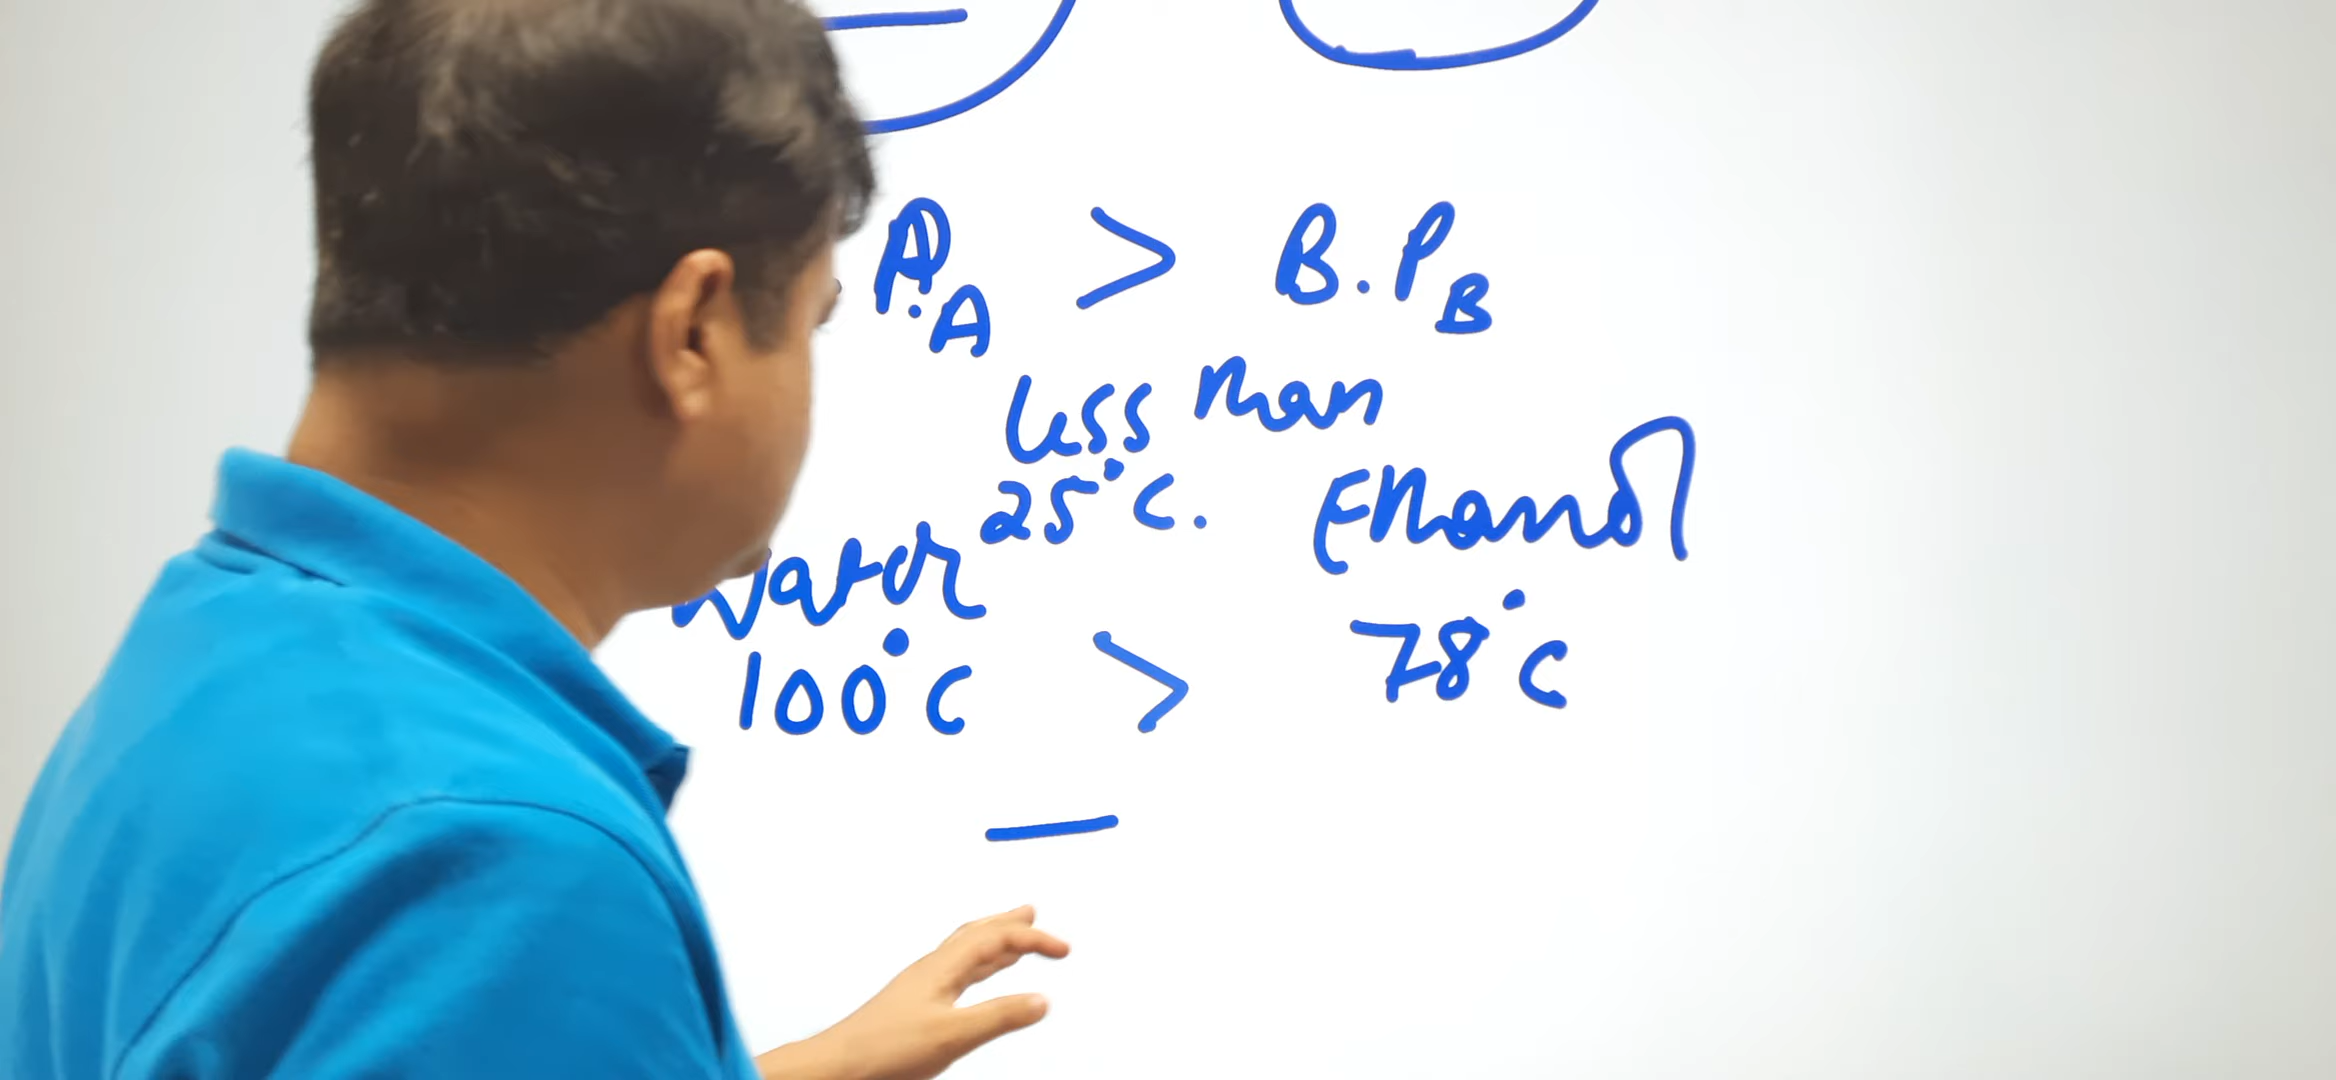 P.A > B.PB
less than
25°C.
Water Ethanol
100°C > 78°C